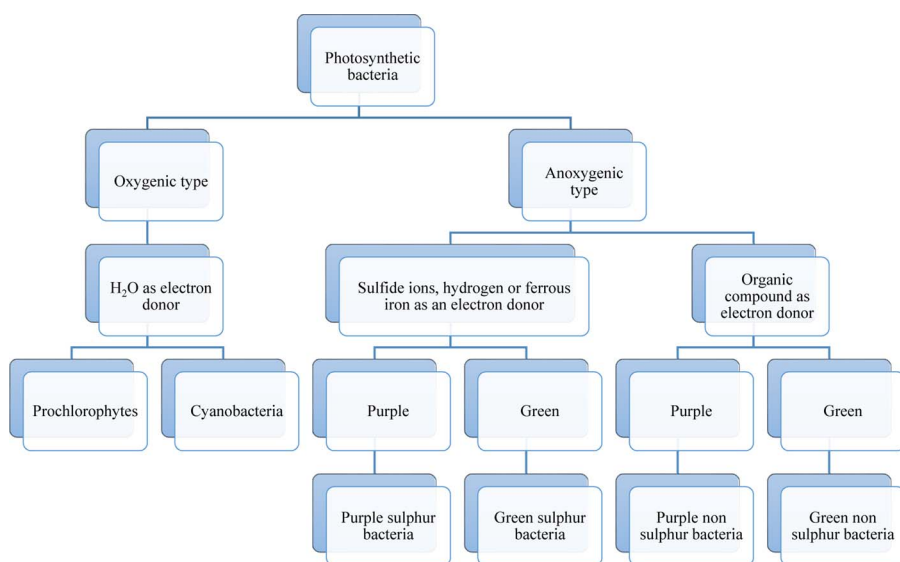 Photosynthetic
bacteria
Oxygenic type
Anoxygenic
type
H₂O as electron
donor
Sulfide ions, hydrogen or ferrous
iron as an electron donor
Organic
compound as
electron donor
Prochlorophytes
Cyanobacteria
Purple
Green
Purple
Green
Purple sulphur
bacteria
Green sulphur
bacteria
Purple non
sulphur bacteria
Green non
sulphur bacteria